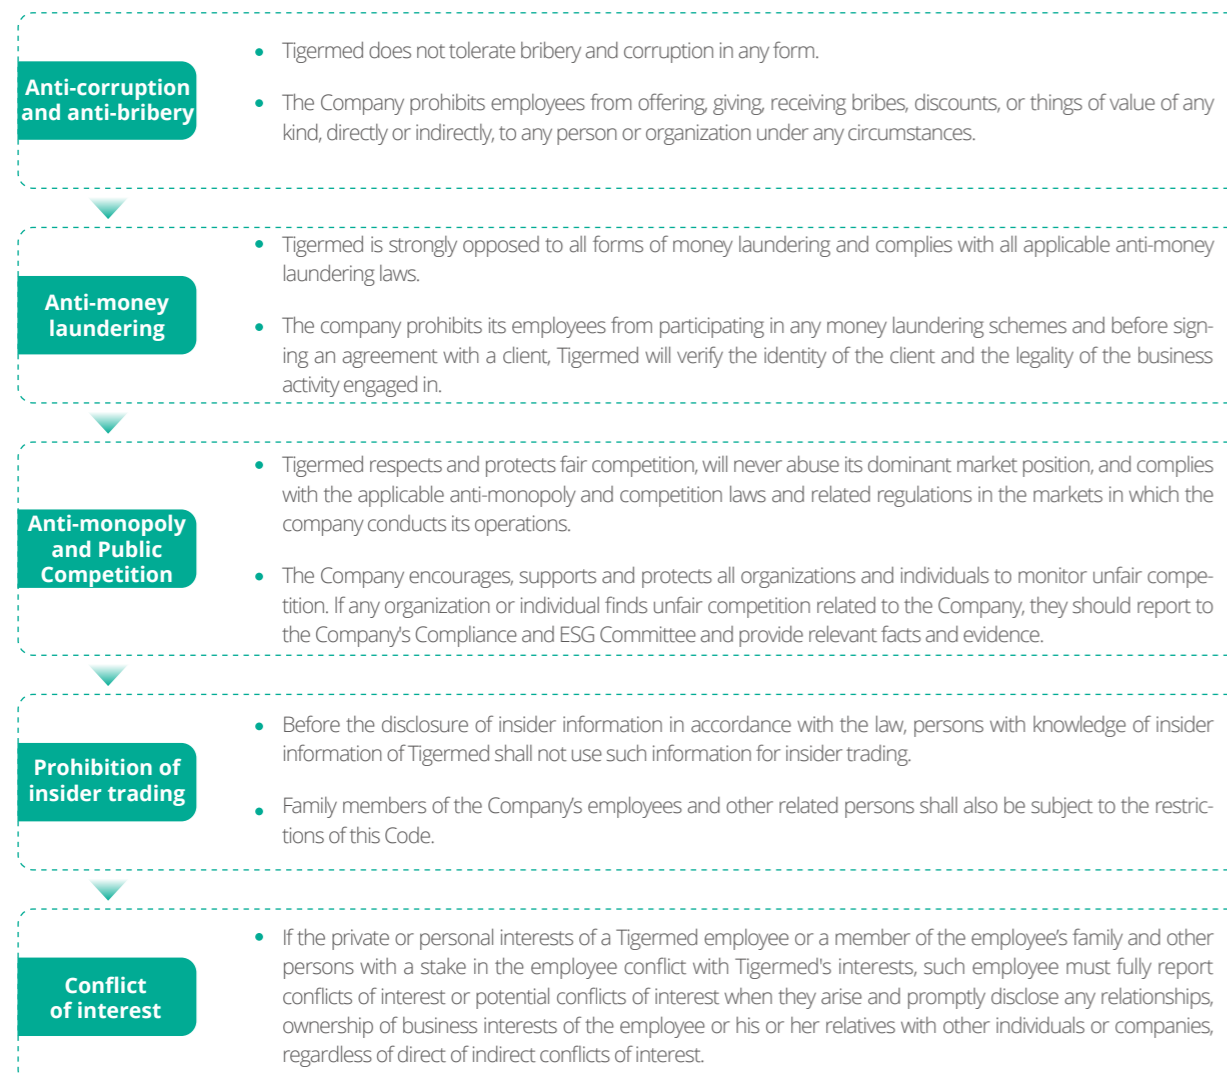 Anti-corruption
and anti-bribery
• Tigermed does not tolerate bribery and corruption in any form.
• The Company prohibits employees from offering, giving, receiving bribes, discounts, or things of value of any
kind, directly or indirectly, to any person or organization under any circumstances.
Anti-money
laundering
• Tigermed is strongly opposed to all forms of money laundering and complies with all applicable anti-money
laundering laws.
• The company prohibits its employees from participating in any money laundering schemes and before sign-
ing an agreement with a client, Tigermed will verify the identity of the client and the legality of the business
activity engaged in.
Anti-monopoly
and Public
Competition
• Tigermed respects and protects fair competition, will never abuse its dominant market position, and complies
with the applicable anti-monopoly and competition laws and related regulations in the markets in which the
company conducts its operations.
• The Company encourages, supports and protects all organizations and individuals to monitor unfair compe-
tition. If any organization or individual finds unfair competition related to the Company, they should report to
the Company's Compliance and ESG Committee and provide relevant facts and evidence.
Prohibition of
insider trading
• Before the disclosure of insider information in accordance with the law, persons with knowledge of insider
information of Tigermed shall not use such information for insider trading.
• Family members of the Company's employees and other related persons shall also be subject to the restric-
tions of this Code.
Conflict
of interest
• If the private or personal interests of a Tigermed employee or a member of the employee's family and other
persons with a stake in the employee conflict with Tigermed's interests, such employee must fully report
conflicts of interest or potential conflicts of interest when they arise and promptly disclose any relationships,
ownership of business interests of the employee or his or her relatives with other individuals or companies,
regardless of direct of indirect conflicts of interest.